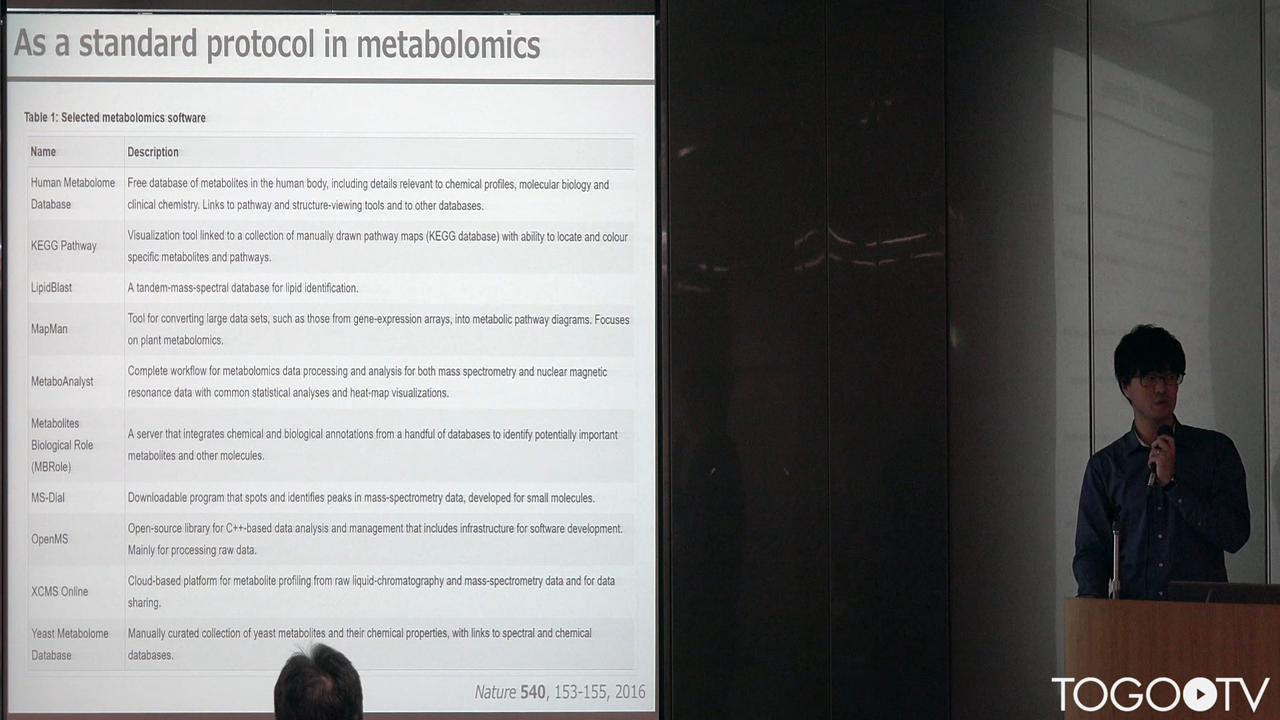 As a standard protocol in metabolomics
Table 1: Selected metabolomics software
Name Description
Human Metabolome Database
Free database of metabolites in the human body, including details relevant to chemical profiles, molecular biology and
clinical chemistry. Links to pathway and structure-viewing tools and to other databases.
KEGG Pathway
Visualization tool linked to a collection of manually drawn pathway maps (KEGG database) with ability to locate and colour
specific metabolites and pathways.
LipidBlast
A tandem-mass-spectral database for lipid identification.
MapMan
Tool for converting large data sets, such as those from gene-expression arrays, into metabolic pathway diagrams. Focuses
on plant metabolomics.
MetaboAnalyst
Complete workflow for metabolomics data processing and analysis for both mass spectrometry and nuclear magnetic
resonance data with common statistical analyses and heat-map visualizations.
Metabolites
Biological Role
(MBRole)
A server that integrates chemical and biological annotations from a handful of databases to identify potentially important
metabolites and other molecules.
MS-Dial
Downloadable program that spots and identifies peaks in mass-spectrometry data, developed for small molecules.
OpenMS
Open-source library for C++-based data analysis and management that includes infrastructure for software development.
Mainly for processing raw data.
XCMS Online
Cloud-based platform for metabolite profiling from raw liquid-chromatography and mass-spectrometry data and for data
sharing.
Yeast Metabolome
Database
Manually curated collection of yeast metabolites and their chemical properties, with links to spectral and chemical
databases.
Nature 540, 153-155, 2016
TOGOTV